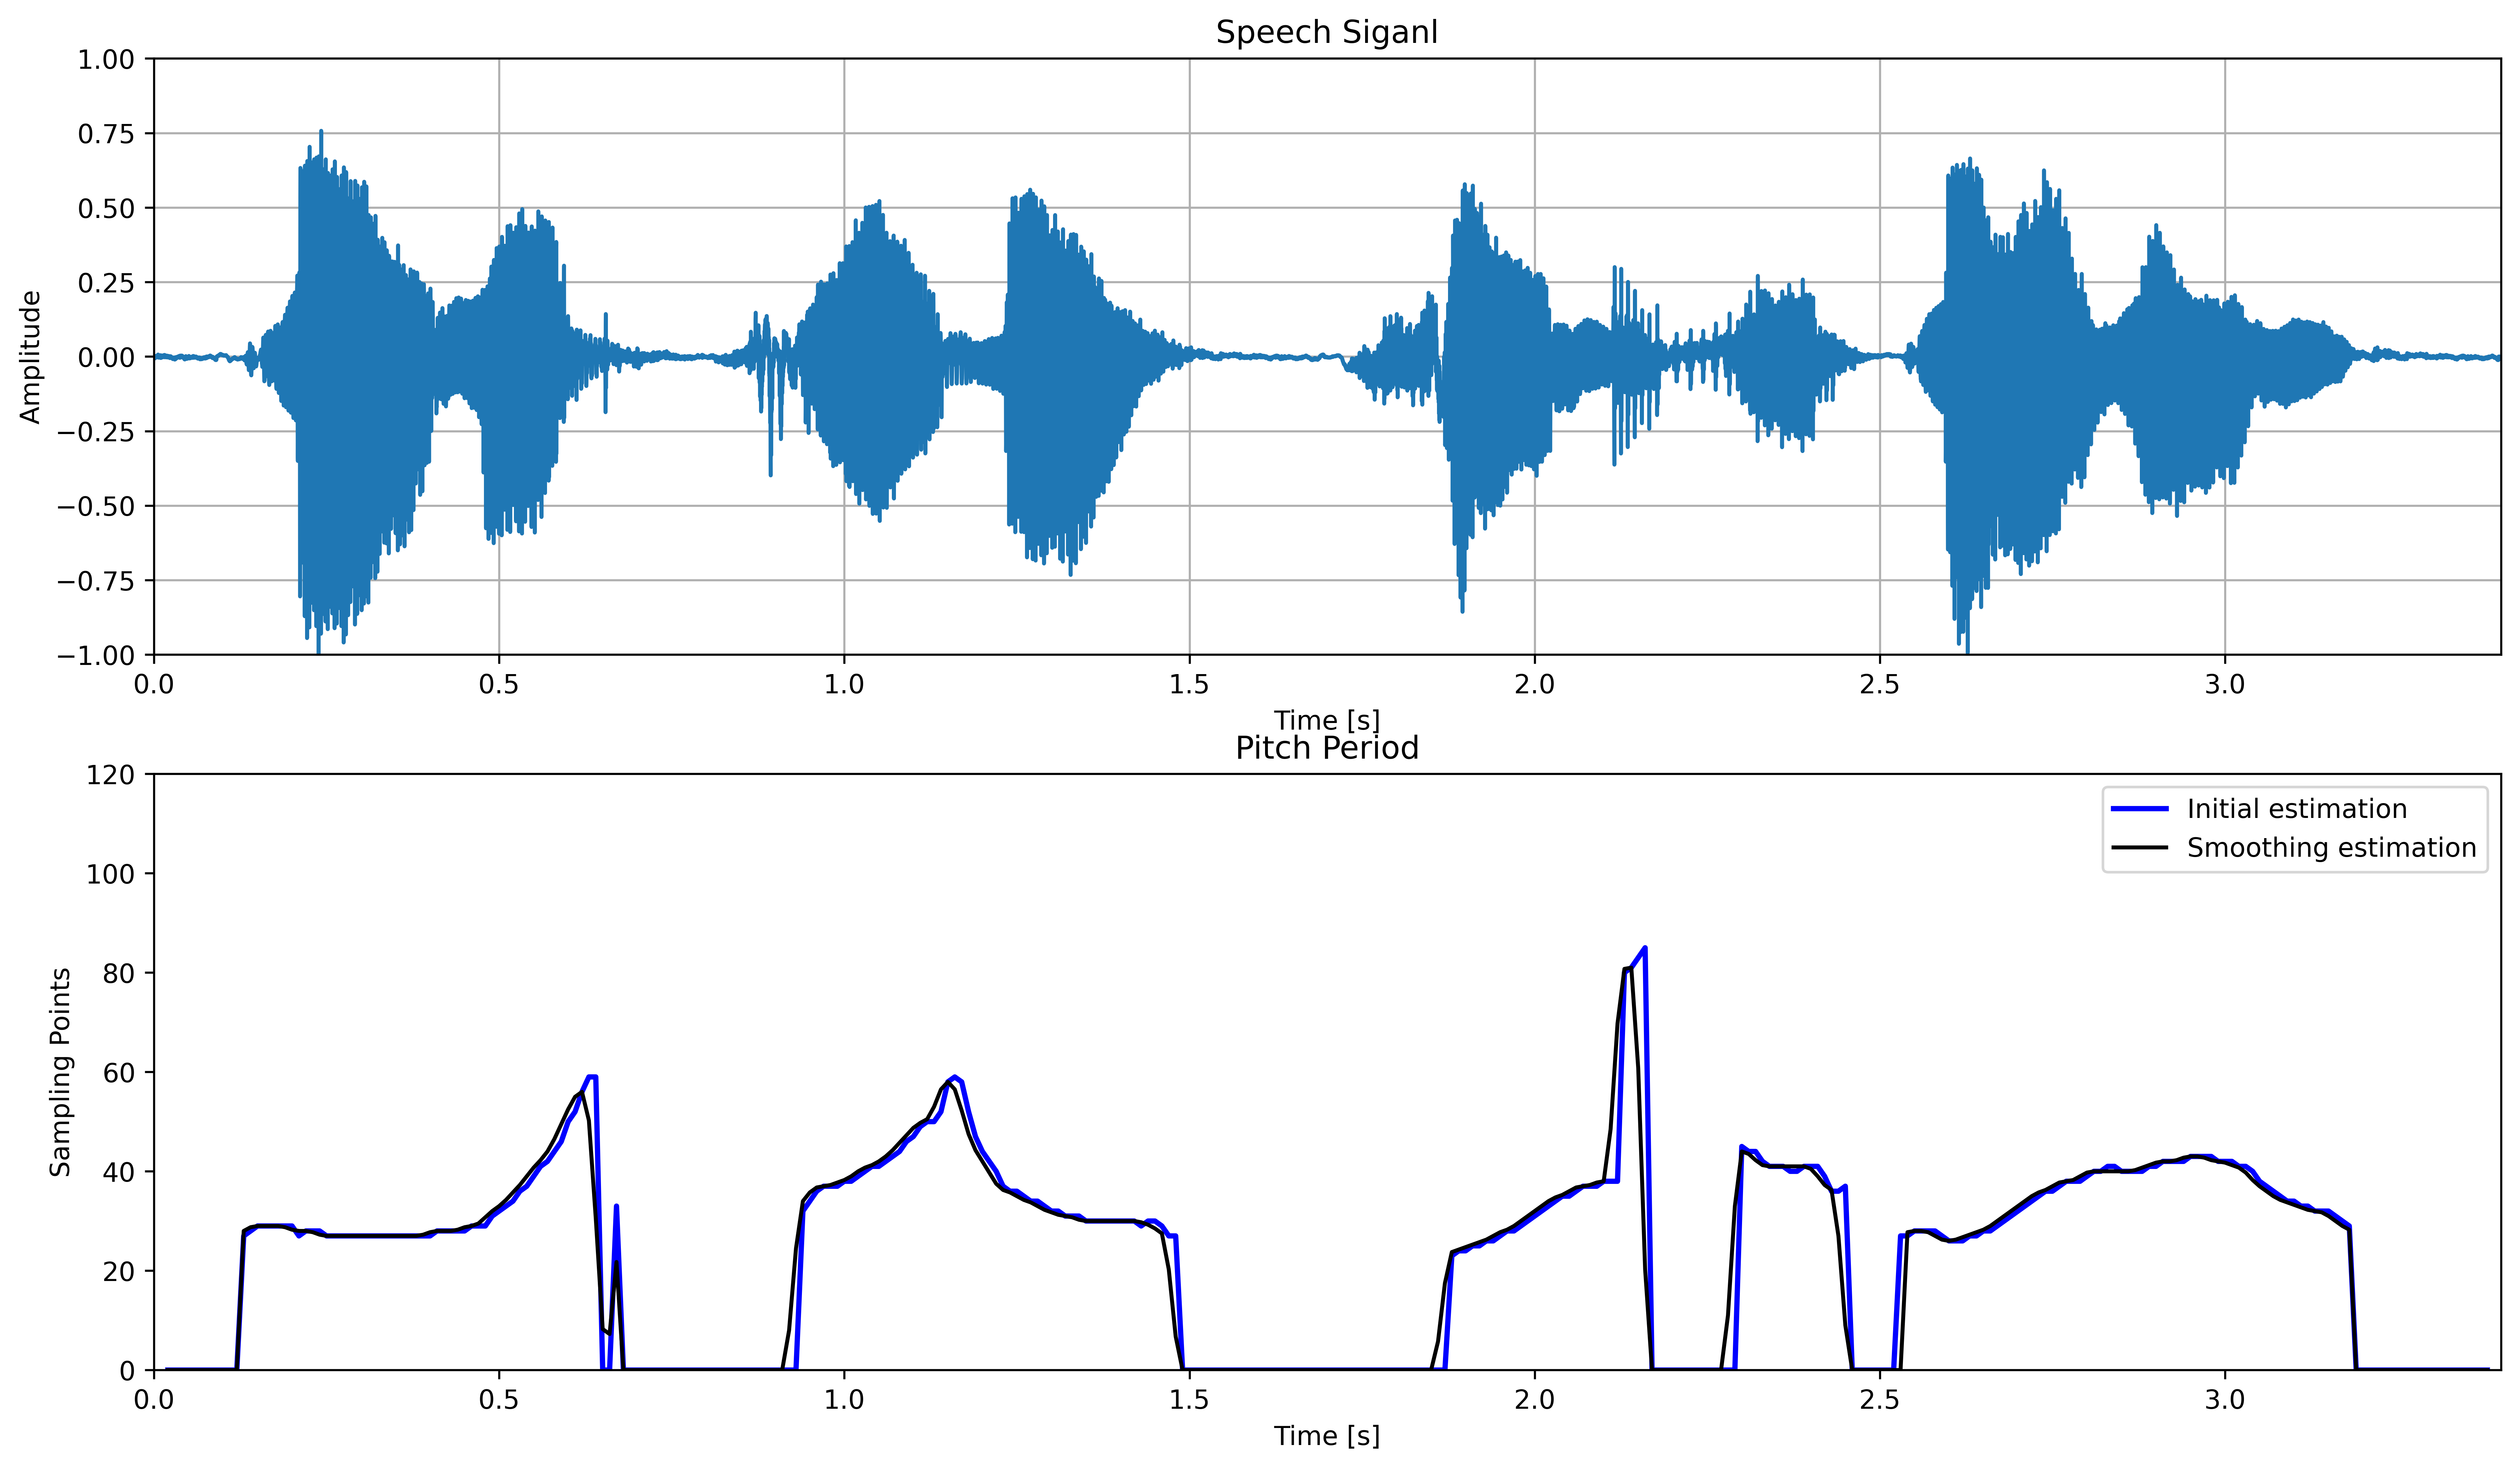 Speech Siganl
1.00
0.75
0.50
0.25
0.00
−0.25
−0.50
−0.75
−1.00
Amplitude
0.0 0.5 1.0 1.5 2.0 2.5 3.0
Time [s]
Pitch Period
120
100
80
60
40
20
0
Sampling Points
Initial estimation
Smoothing estimation
0.0 0.5 1.0 1.5 2.0 2.5 3.0
Time [s]